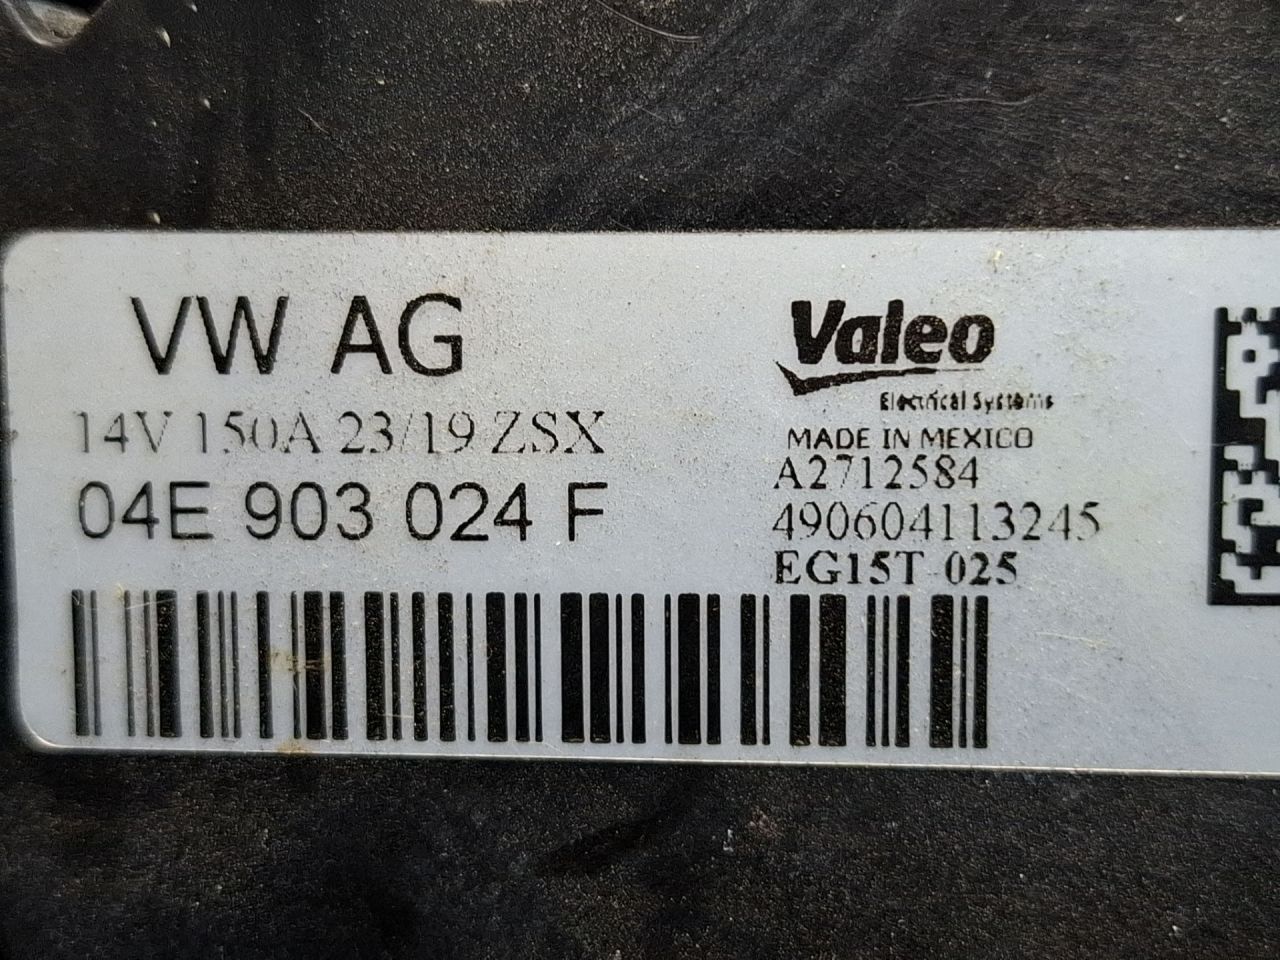 VW AG
14V 150A 23/19 ZSX
04E 903 024 F
Valeo
Electrical Systems
MADE IN MEXICO
A2712584
490604113245
EG15T 025